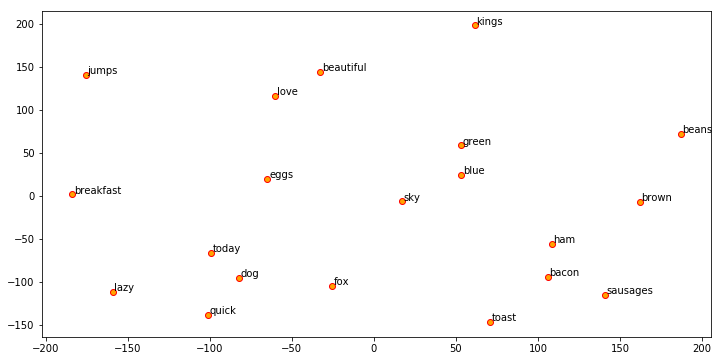 200
kings
150
jumps
beautiful
love
100
beans
green
50
blue
eggs
0
breakfast
sky
brown
−50
ham
today
dog
bacon
−100
fox
lazy
sausages
quick
toast
−150
−200 −150 −100 −50 0 50 100 150 200